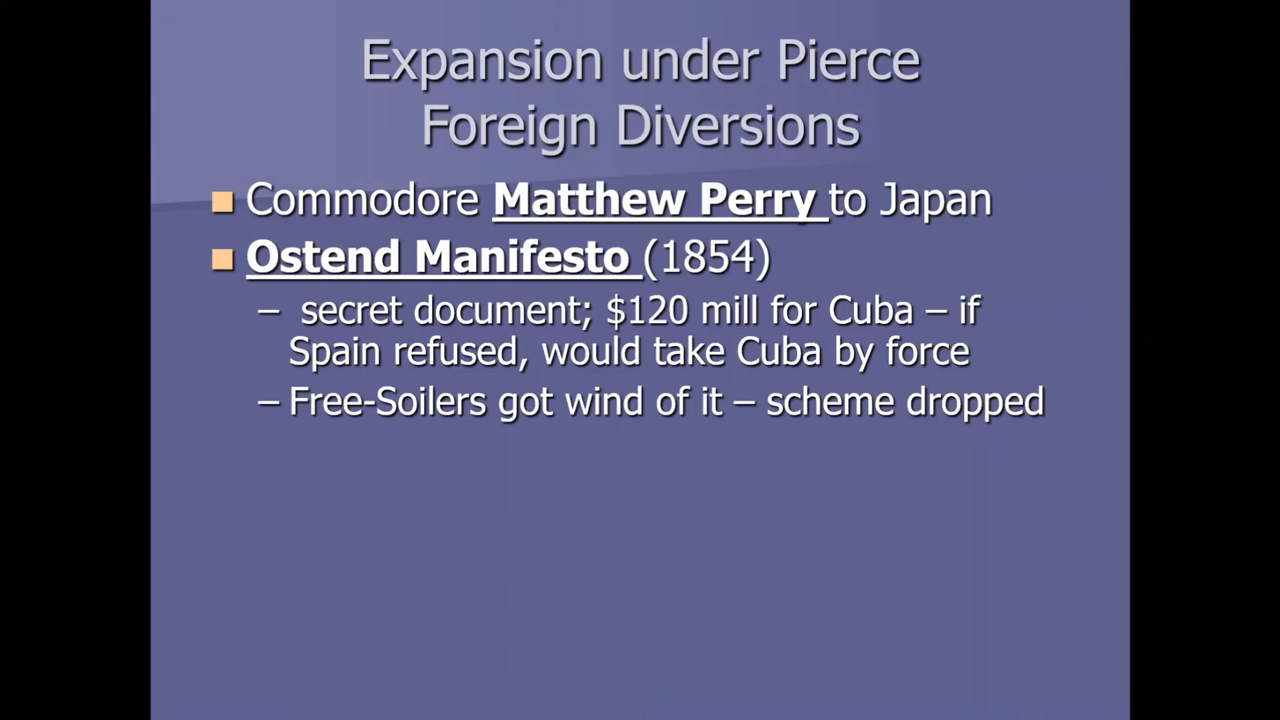 Expansion under Pierce
Foreign Diversions
Commodore Matthew Perry to Japan
Ostend Manifesto (1854)
– secret document; $120 mill for Cuba – if
Spain refused, would take Cuba by force
– Free-Soilers got wind of it – scheme dropped